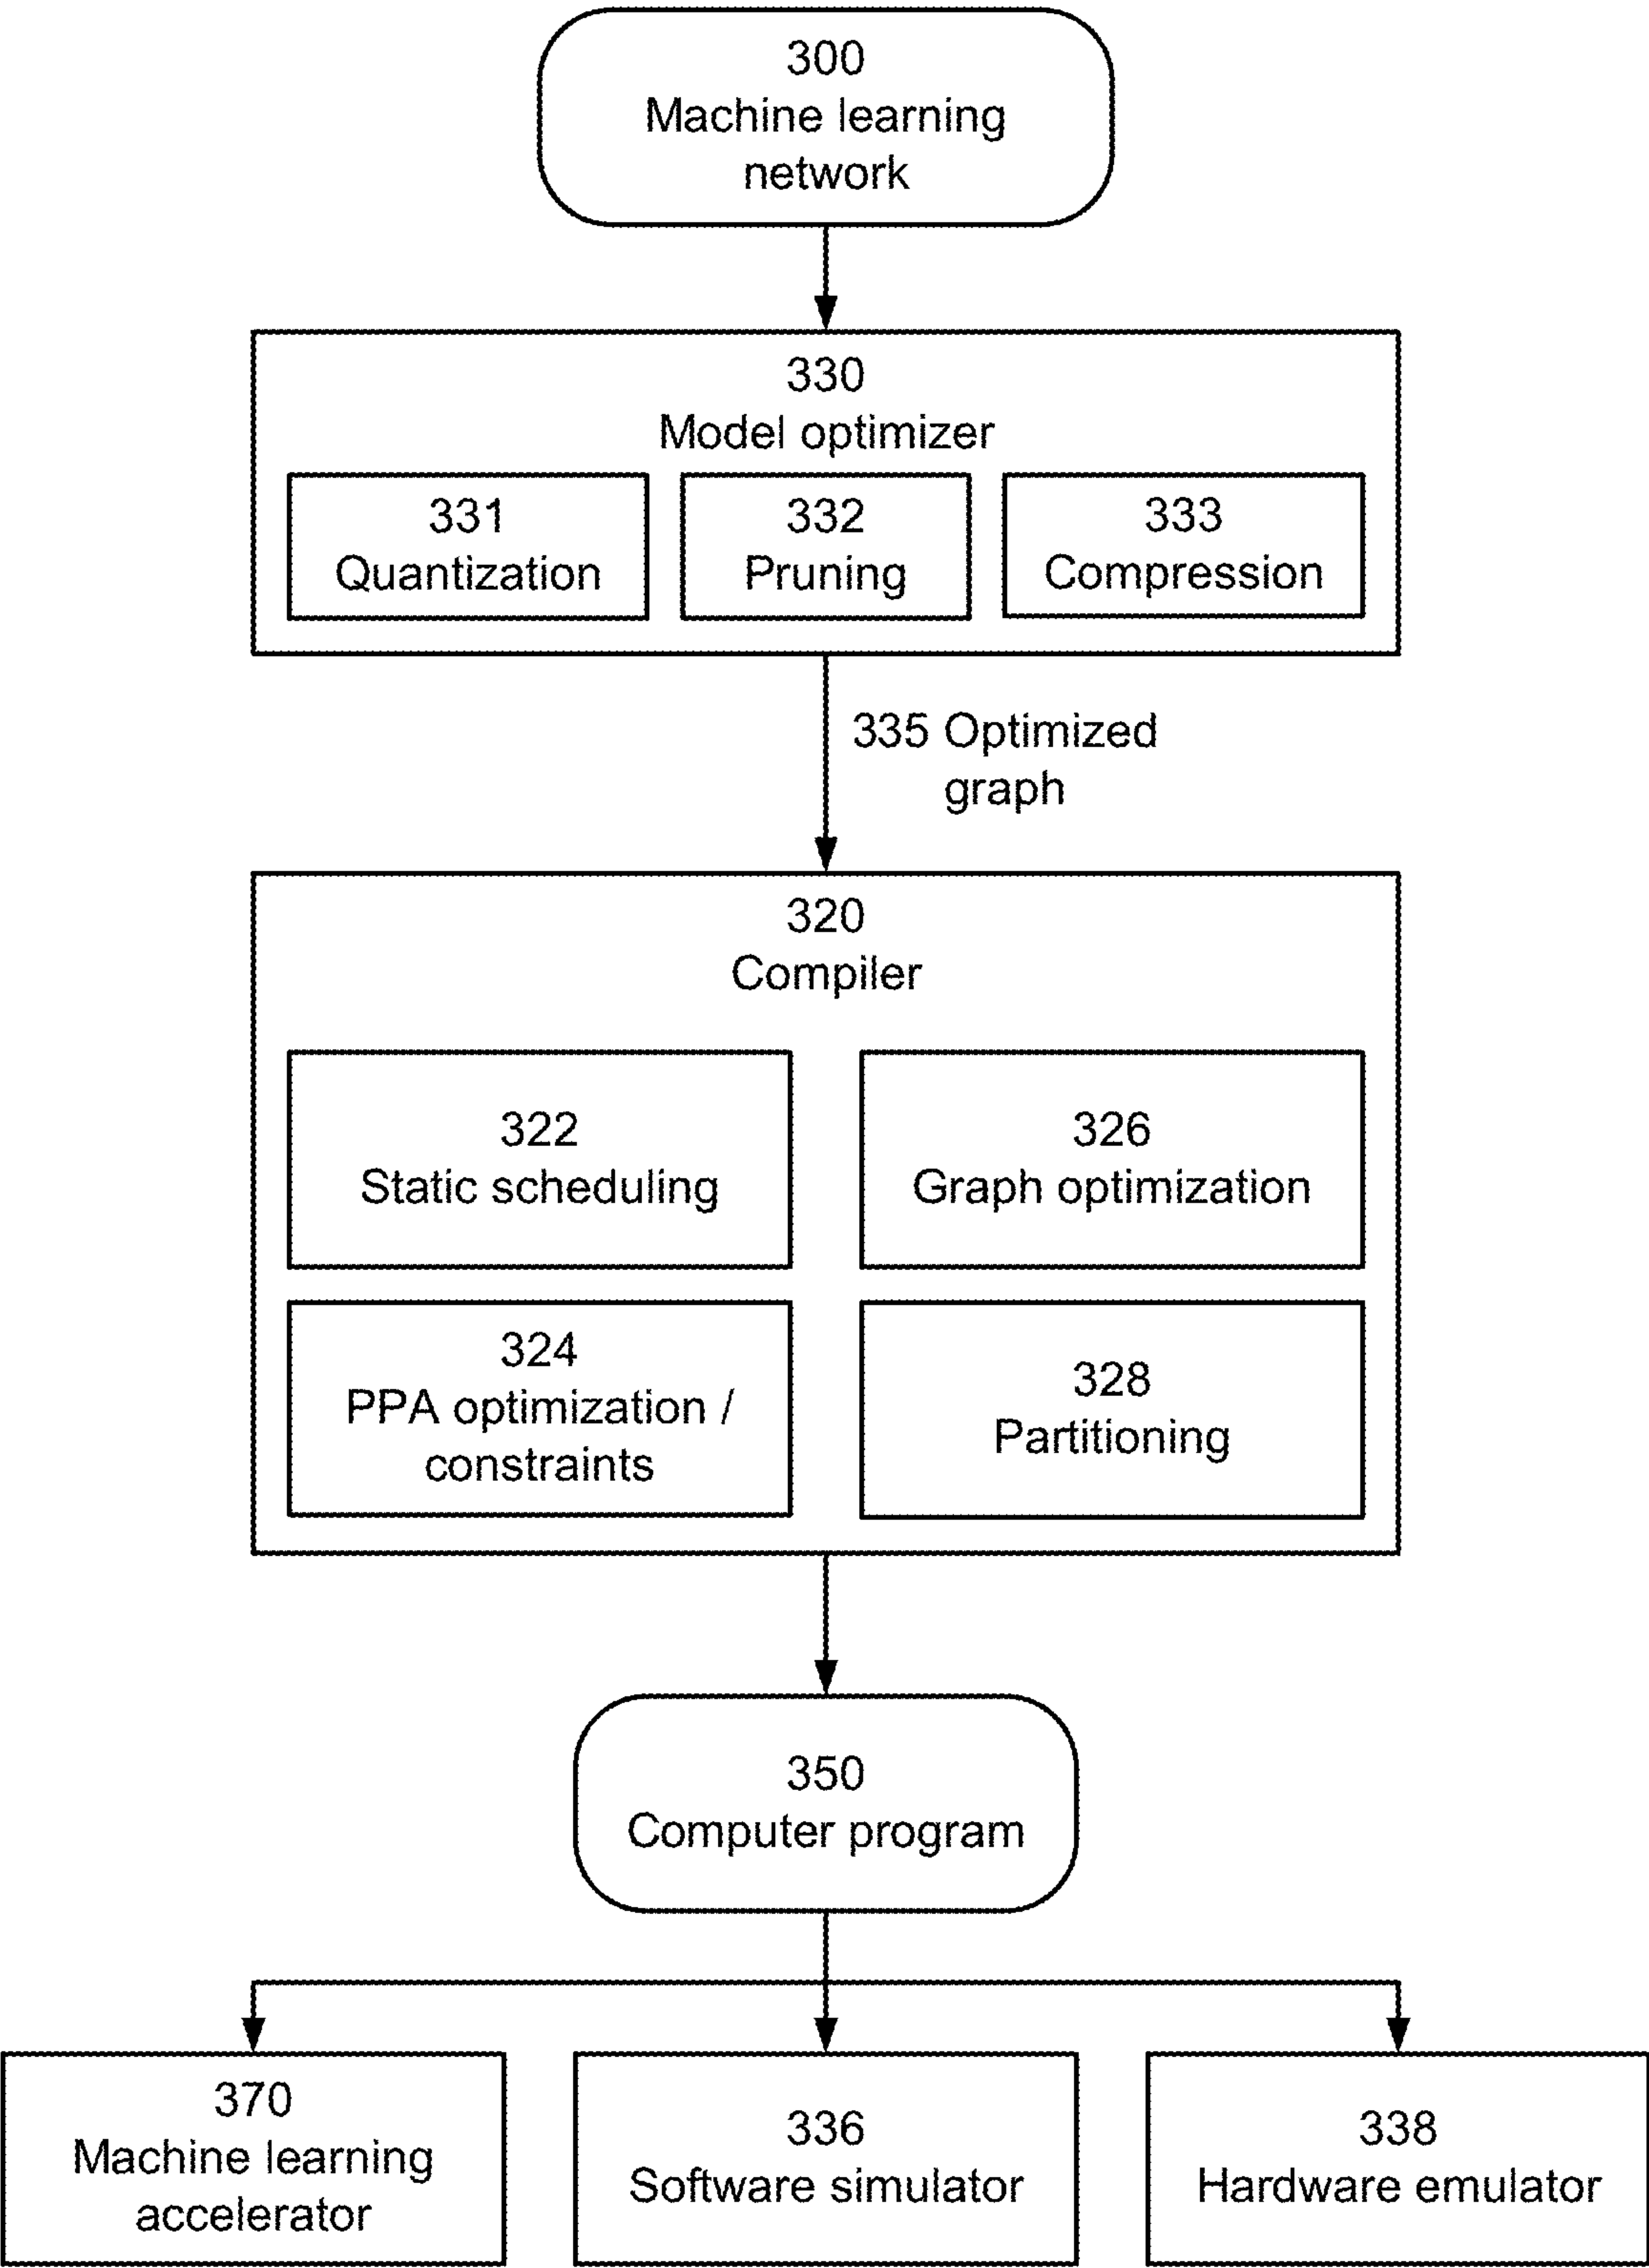 300
Machine learning
network
330
Model optimizer
331
Quantization
332
Pruning
333
Compression
335 Optimized
graph
320
Compiler
322
Static scheduling
326
Graph optimization
324
PPA optimization /
constraints
328
Partitioning
350
Computer program
370
Machine learning
accelerator
336
Software simulator
338
Hardware emulator